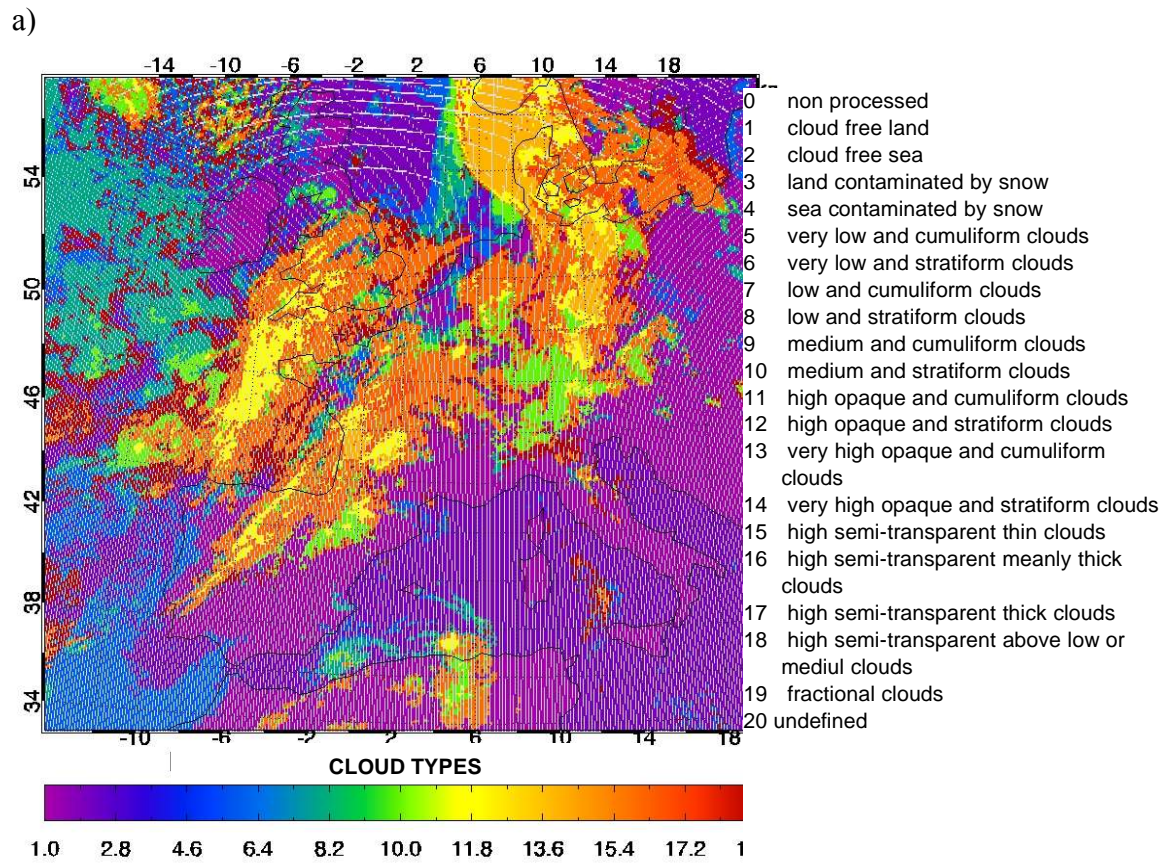 a)
-14 -10 -6 -2 2 6 10 14 18
54
50
46
42
38
34
-10 -6 -2 2 6 10 14 18
0 non processed
1 cloud free land
2 cloud free sea
3 land contaminated by snow
4 sea contaminated by snow
5 very low and cumuliform clouds
6 very low and stratiform clouds
7 low and cumuliform clouds
8 low and stratiform clouds
9 medium and cumuliform clouds
10 medium and stratiform clouds
11 high opaque and cumuliform clouds
12 high opaque and stratiform clouds
13 very high opaque and cumuliform
clouds
14 very high opaque and stratiform clouds
15 high semi-transparent thin clouds
16 high semi-transparent meanly thick
clouds
17 high semi-transparent thick clouds
18 high semi-transparent above low or
mediul clouds
19 fractional clouds
20 undefined
CLOUD TYPES
1.0 2.8 4.6 6.4 8.2 10.0 11.8 13.6 15.4 17.2 1